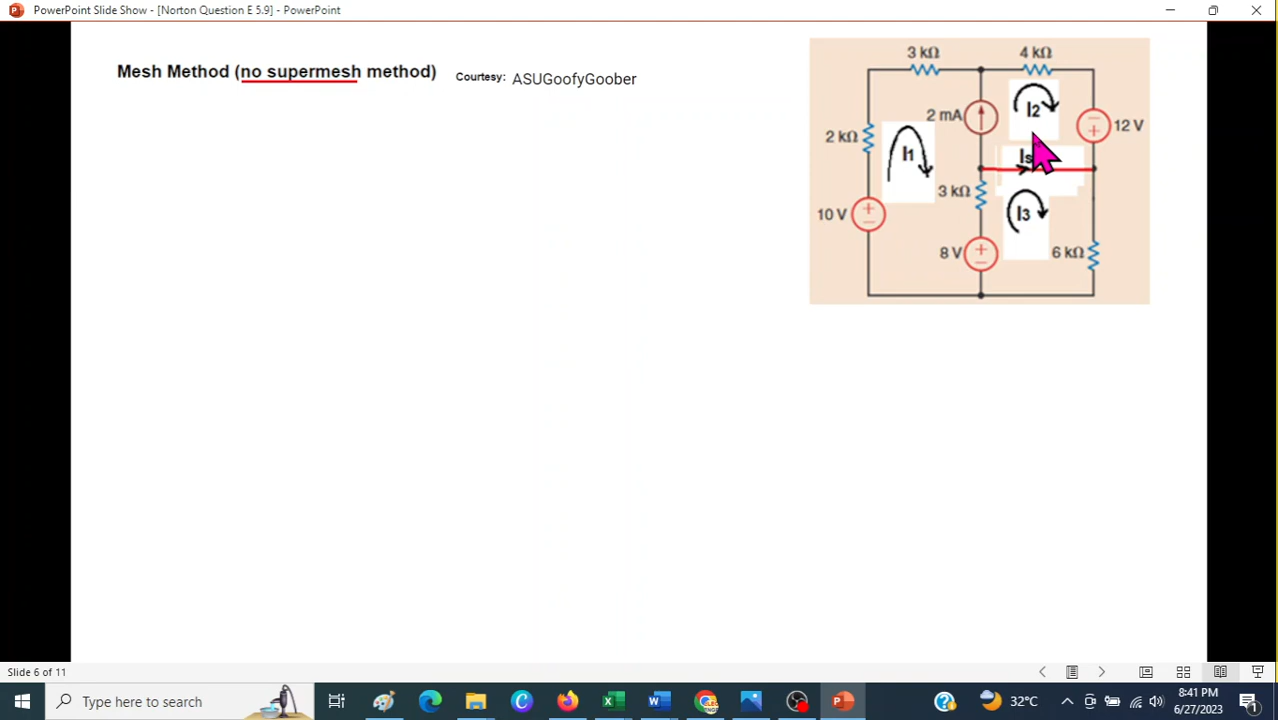 PowerPoint Slide Show - [Norton Question E 5.9] - PowerPoint
Mesh Method (no supermesh method)
Courtesy: ASUGoofyGoober
3 kΩ
4 kΩ
2 mA
I2
12 V
2 kΩ
I1
Is
3 kΩ
10 V
I3
8 V
6 kΩ
+
−
+
−
−
+
Slide 6 of 11
Type here to search
32°C
8:41 PM
6/27/2023
1